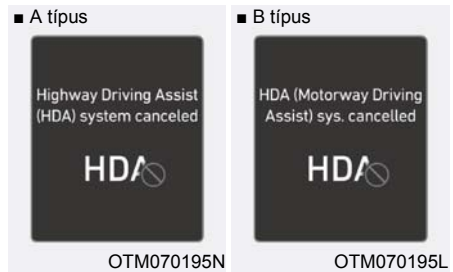 ■ A típus
Highway Driving Assist
(HDA) system canceled
HDA
OTM070195N
■ B típus
HDA (Motorway Driving
Assist) sys. cancelled
HDA
OTM070195L